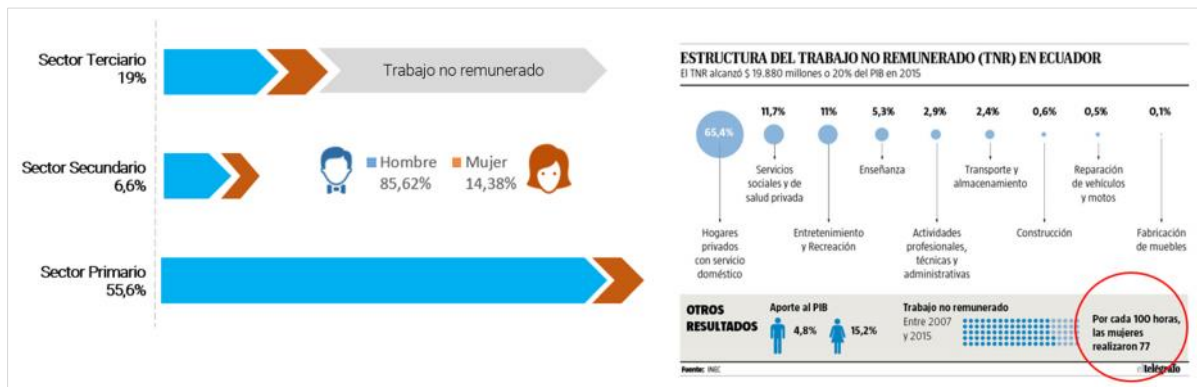 Sector Terciario
19%
Trabajo no remunerado
Sector Secundario
6,6%
Hombre
85,62%
Mujer
14,38%
Sector Primario
55,6%
ESTRUCTURA DEL TRABAJO NO REMUNERADO (TNR) EN ECUADOR
El TNR alcanzó $ 19.880 millones o 20% del PIB en 2015
65,4%
11,7%
11%
5,3%
2,9%
2,4%
0,6%
0,5%
0,1%
Servicios
sociales y de
salud privada
Enseñanza
Transporte y
almacenamiento
Reparación
de vehículos
y motos
Hogares
privados
con servicio
doméstico
Entretenimiento
y Recreación
Actividades
profesionales,
técnicas y
administrativas
Construcción
Fabricación
de muebles
OTROS
RESULTADOS
Aporte al PIB
4,8%
15,2%
Trabajo no remunerado
Entre 2007
y 2015
Por cada 100 horas,
las mujeres
realizaron 77
Fuente: INEC
el telégrafo